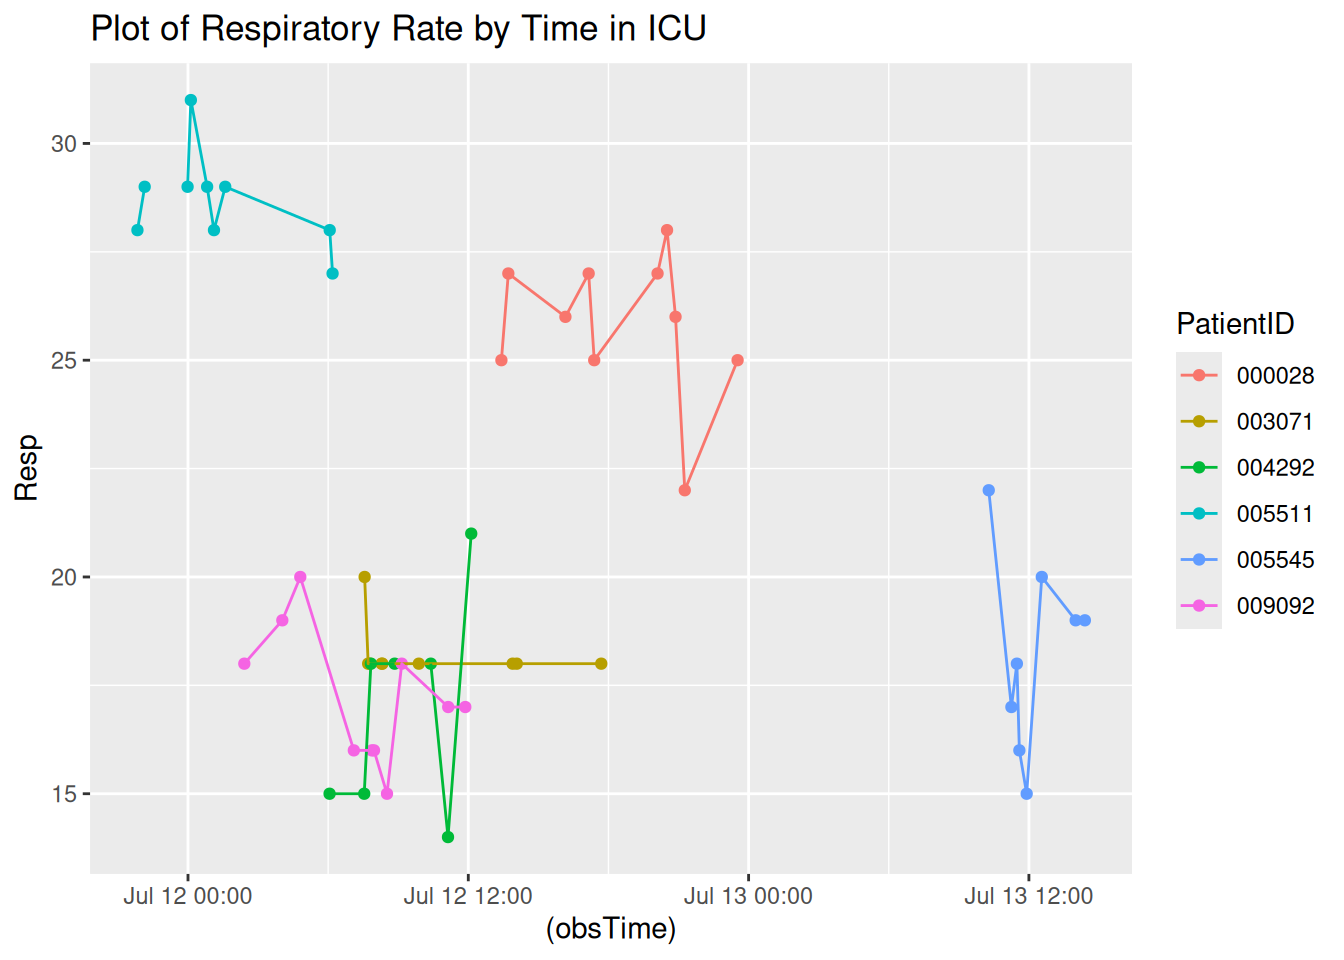 Plot of Respiratory Rate by Time in ICU
Resp
30
25
20
15
Jul 12 00:00 Jul 12 12:00 Jul 13 00:00 Jul 13 12:00
(obsTime)
PatientID
000028
003071
004292
005511
005545
009092